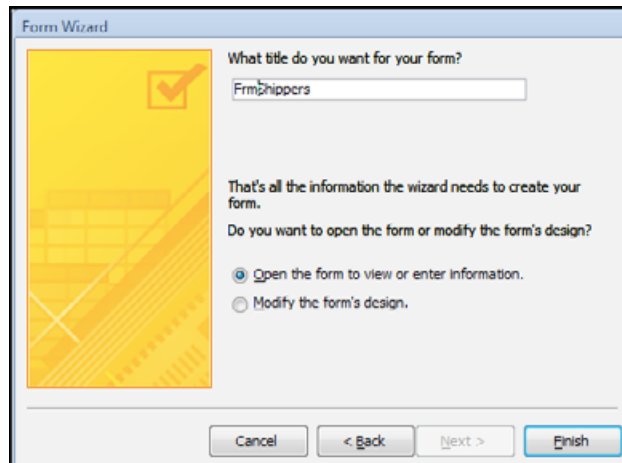 Form Wizard
What title do you want for your form?
FrmShippers
That's all the information the wizard needs to create your
form.
Do you want to open the form or modify the form's design?
Open the form to view or enter information.
Modify the form's design.
Cancel
< Back
Next >
Finish